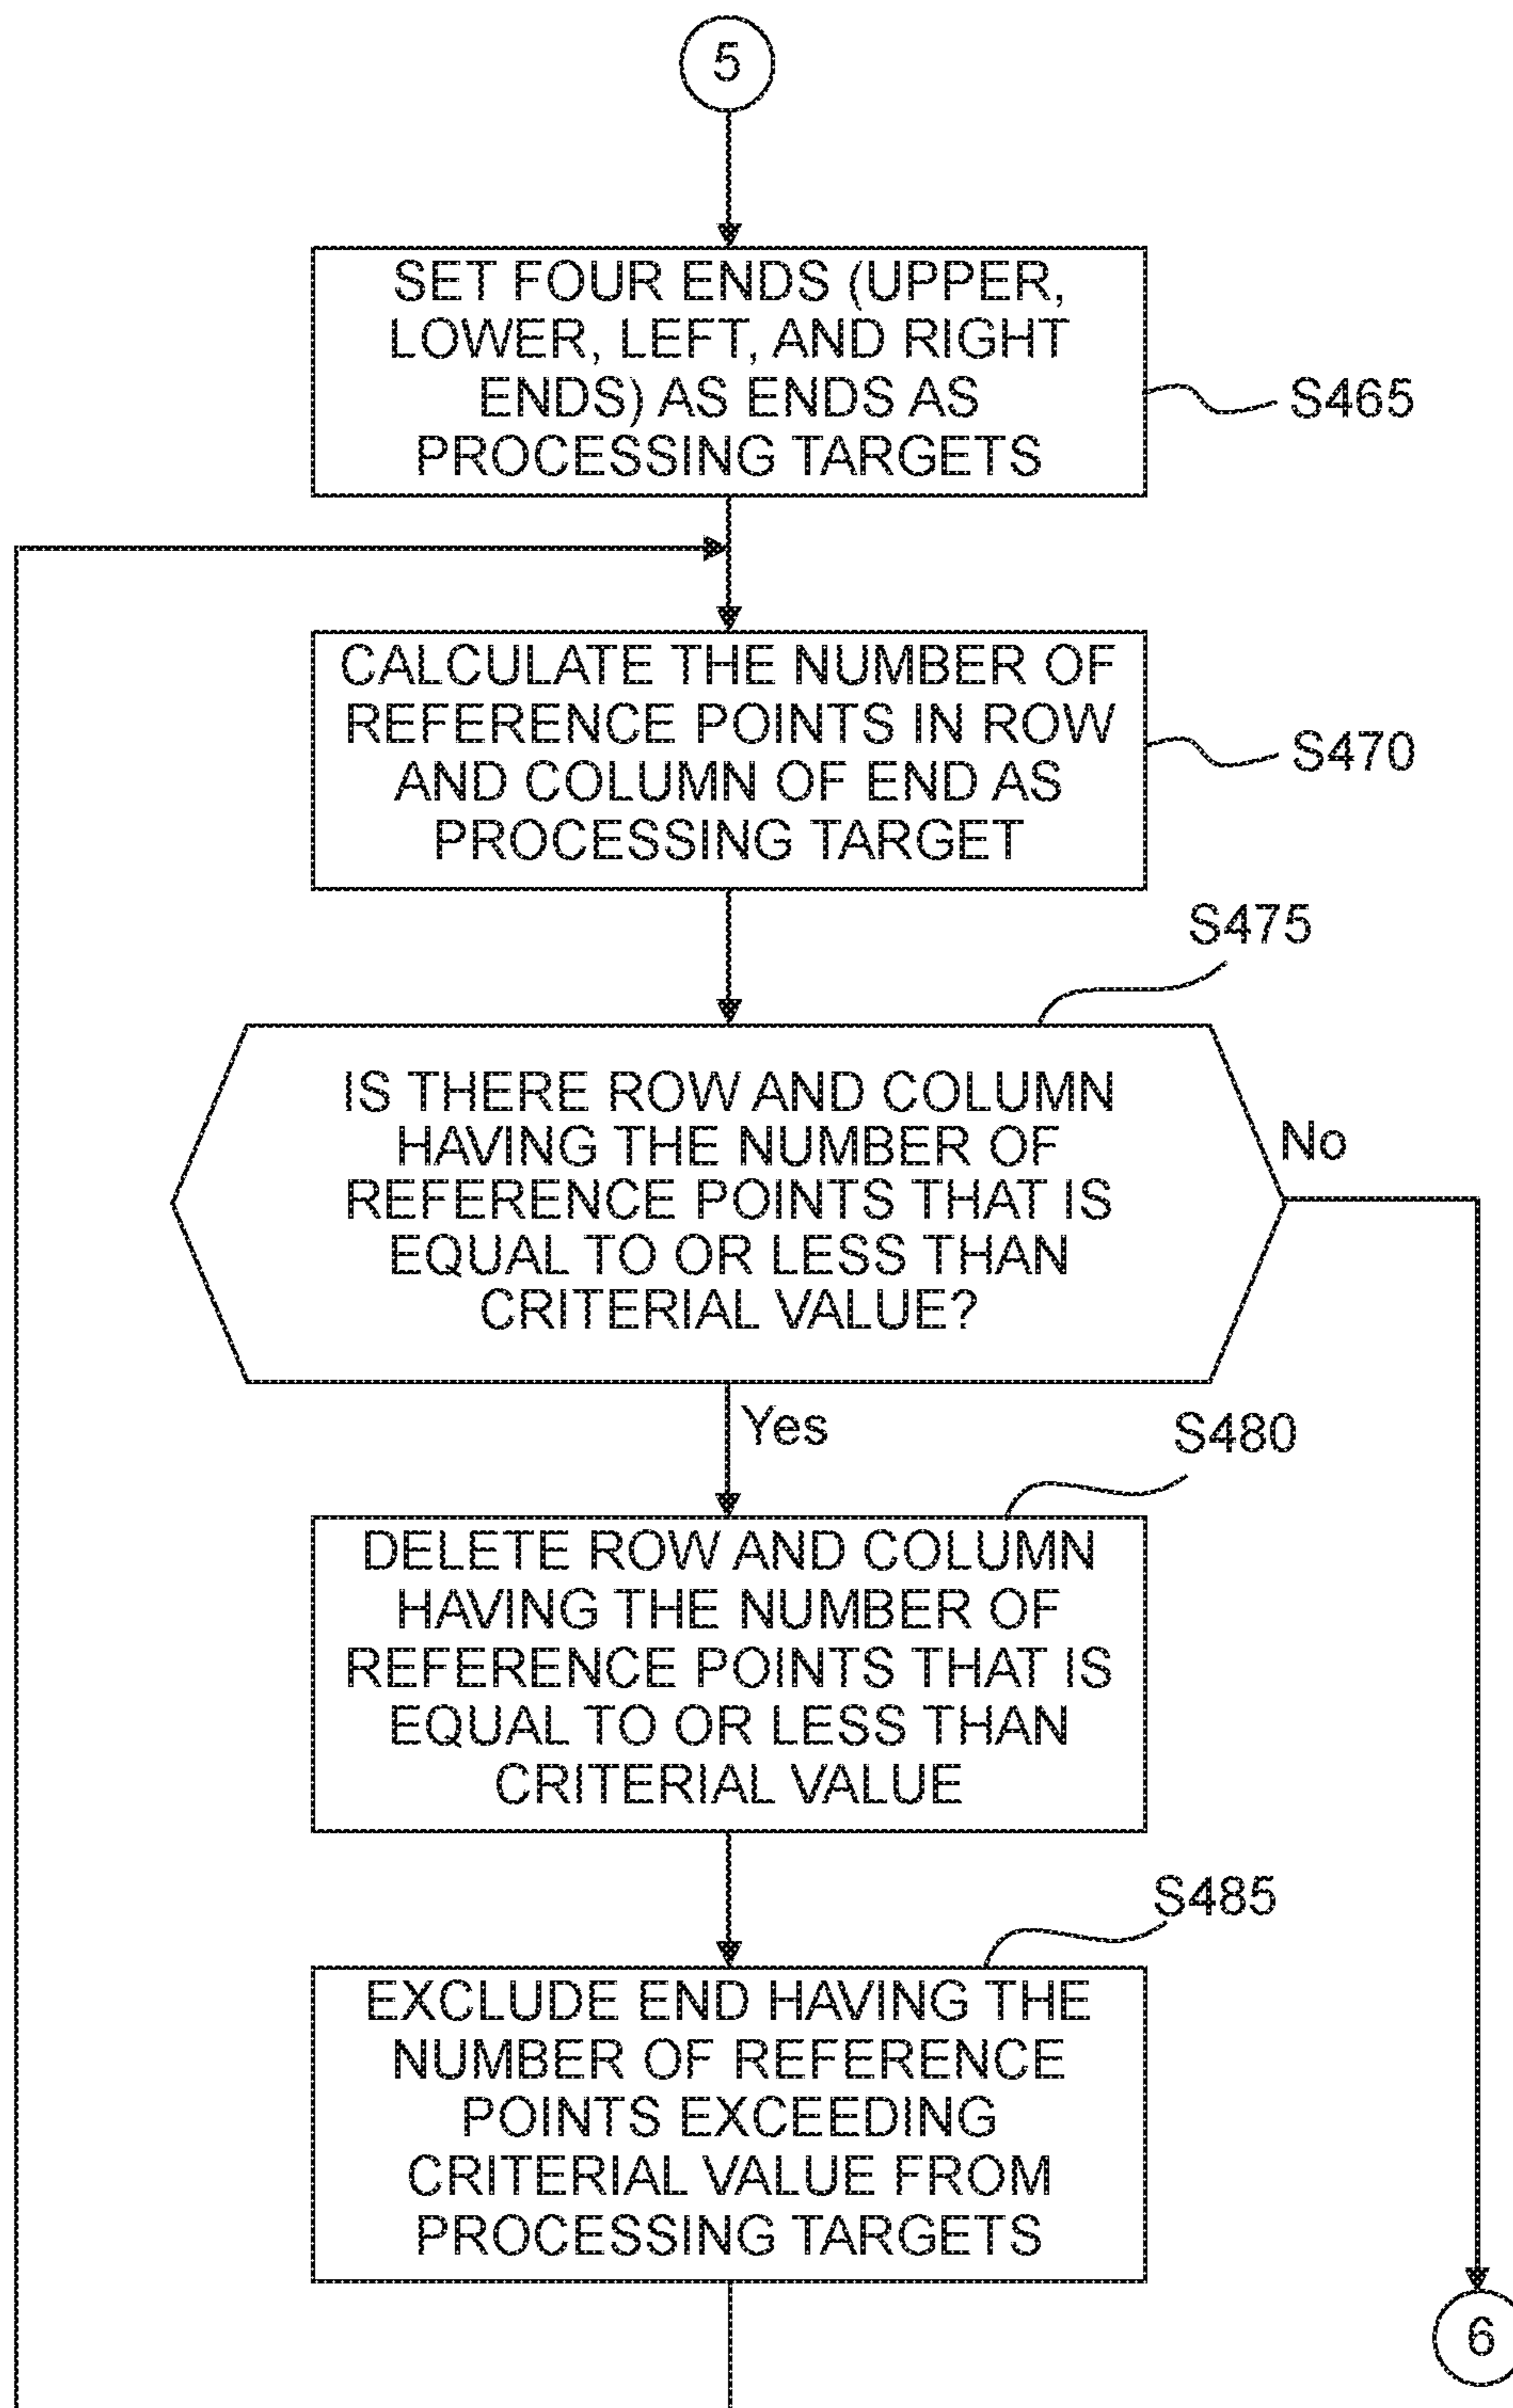 5
SET FOUR ENDS (UPPER,
LOWER, LEFT, AND RIGHT
ENDS) AS ENDS AS
PROCESSING TARGETS
S465
CALCULATE THE NUMBER OF
REFERENCE POINTS IN ROW
AND COLUMN OF END AS
PROCESSING TARGET
S470
S475
IS THERE ROW AND COLUMN
HAVING THE NUMBER OF
REFERENCE POINTS THAT IS
EQUAL TO OR LESS THAN
CRITERIAL VALUE?
No
Yes
S480
DELETE ROW AND COLUMN
HAVING THE NUMBER OF
REFERENCE POINTS THAT IS
EQUAL TO OR LESS THAN
CRITERIAL VALUE
S485
EXCLUDE END HAVING THE
NUMBER OF REFERENCE
POINTS EXCEEDING
CRITERIAL VALUE FROM
PROCESSING TARGETS
6